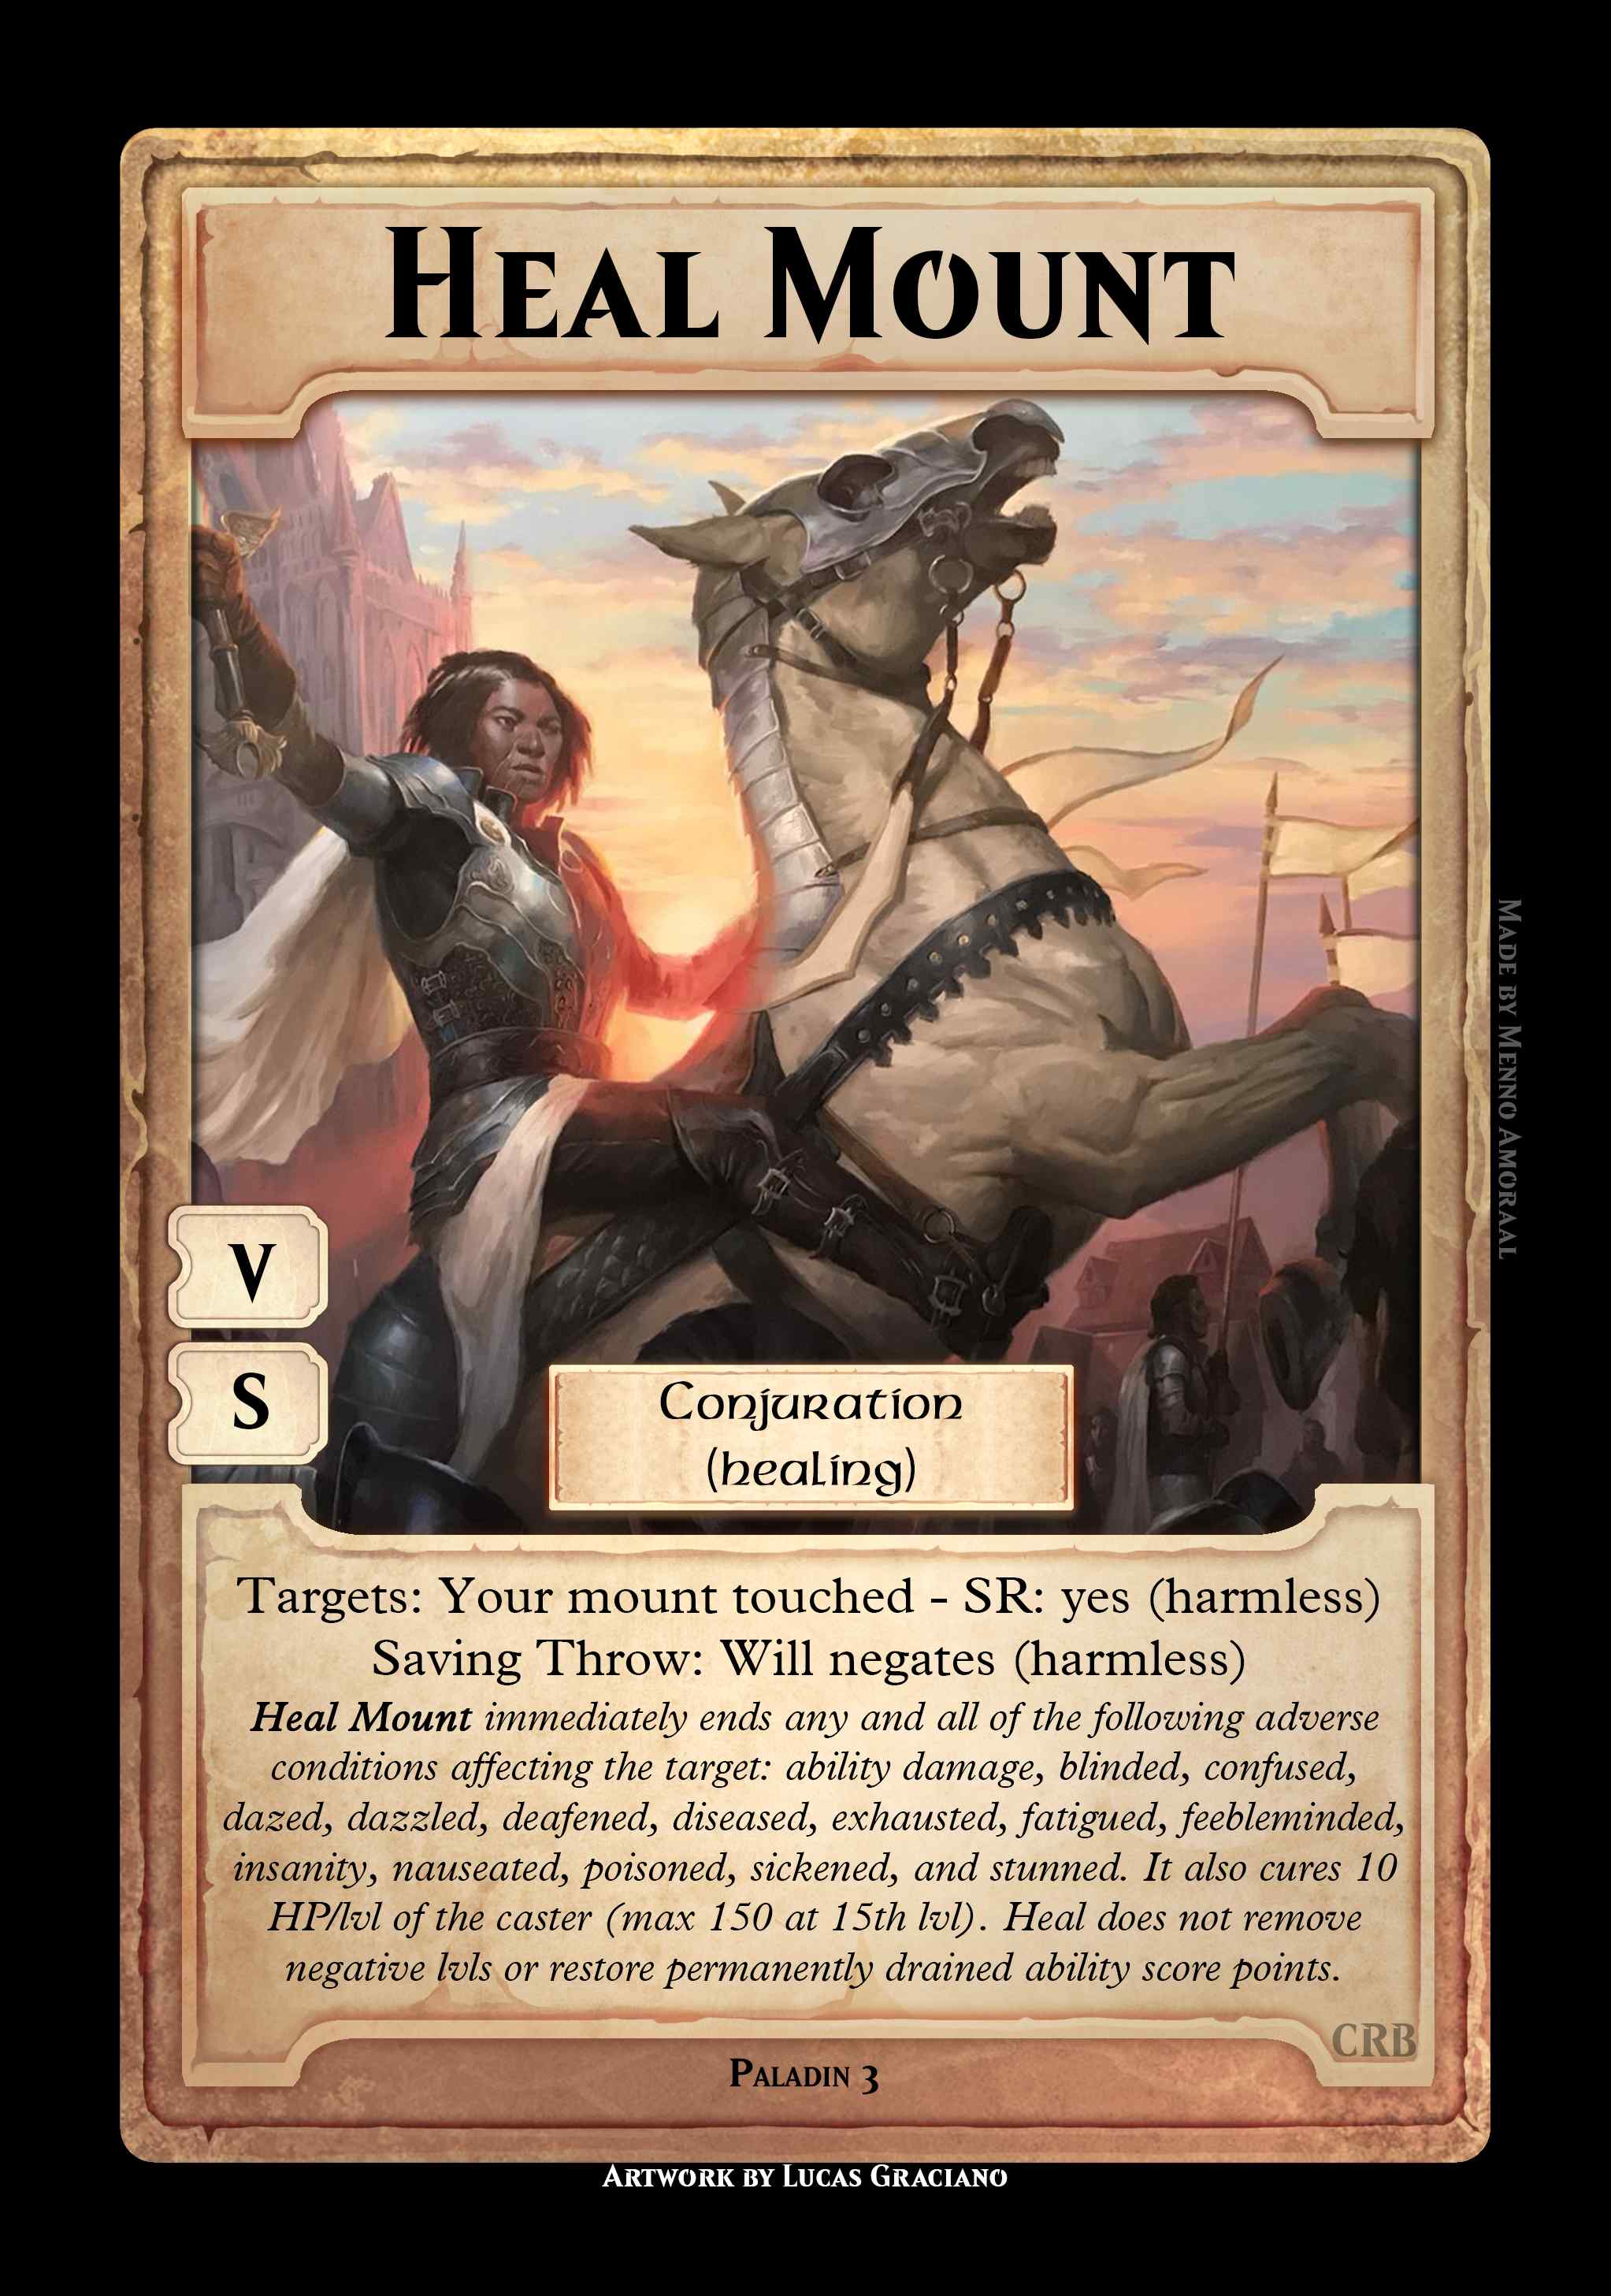 Heal Mount
V
S
Conjuration
(healing)
Targets: Your mount touched - SR: yes (harmless)
Saving Throw: Will negates (harmless)
Heal Mount immediately ends any and all of the following adverse
conditions affecting the target: ability damage, blinded, confused,
dazed, dazzled, deafened, diseased, exhausted, fatigued, feebleminded,
insanity, nauseated, poisoned, sickened, and stunned. It also cures 10
HP/lvl of the caster (max 150 at 15th lvl). Heal does not remove
negative lvls or restore permanently drained ability score points.
CRB
Paladin 3
Artwork by Lucas Graciano
Made by Menno Amoraal